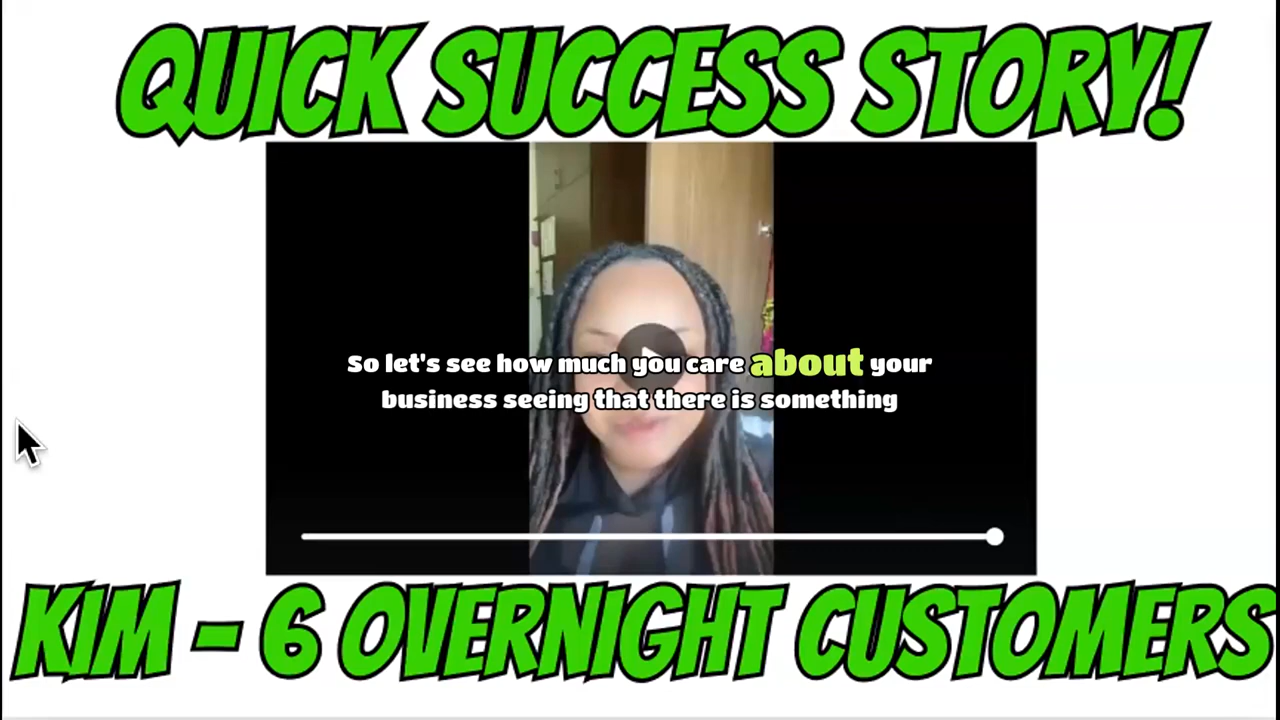 QUICK SUCCESS STORY!
So let's see how much you care about your
business seeing that there is something
KIM - 6 OVERNIGHT CUSTOMERS